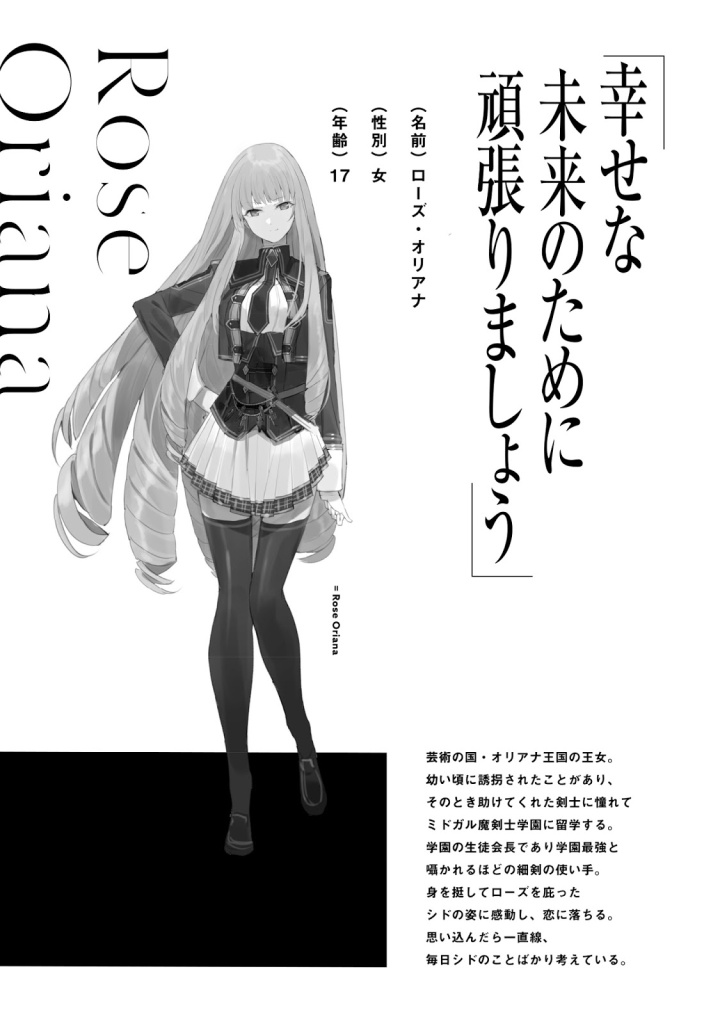 「幸せな
未来のために
頑張りましょう」
(名前) ローズ・オリアナ
(性別) 女
(年齢) 17
Rose
Oriana
= Rose Oriana
芸術の国・オリアナ王国の王女。
幼い頃に誘拐されたことがあり、
そのとき助けてくれた剣士に憧れて
ミドガル魔剣士学園に留学する。
学園の生徒会長であり学園最強と
囁かれるほどの細剣の使い手。
身を挺してローズを庇った
シドの姿に感動し、恋に落ちる。
思い込んだら一直線、
毎日シドのことばかり考えている。